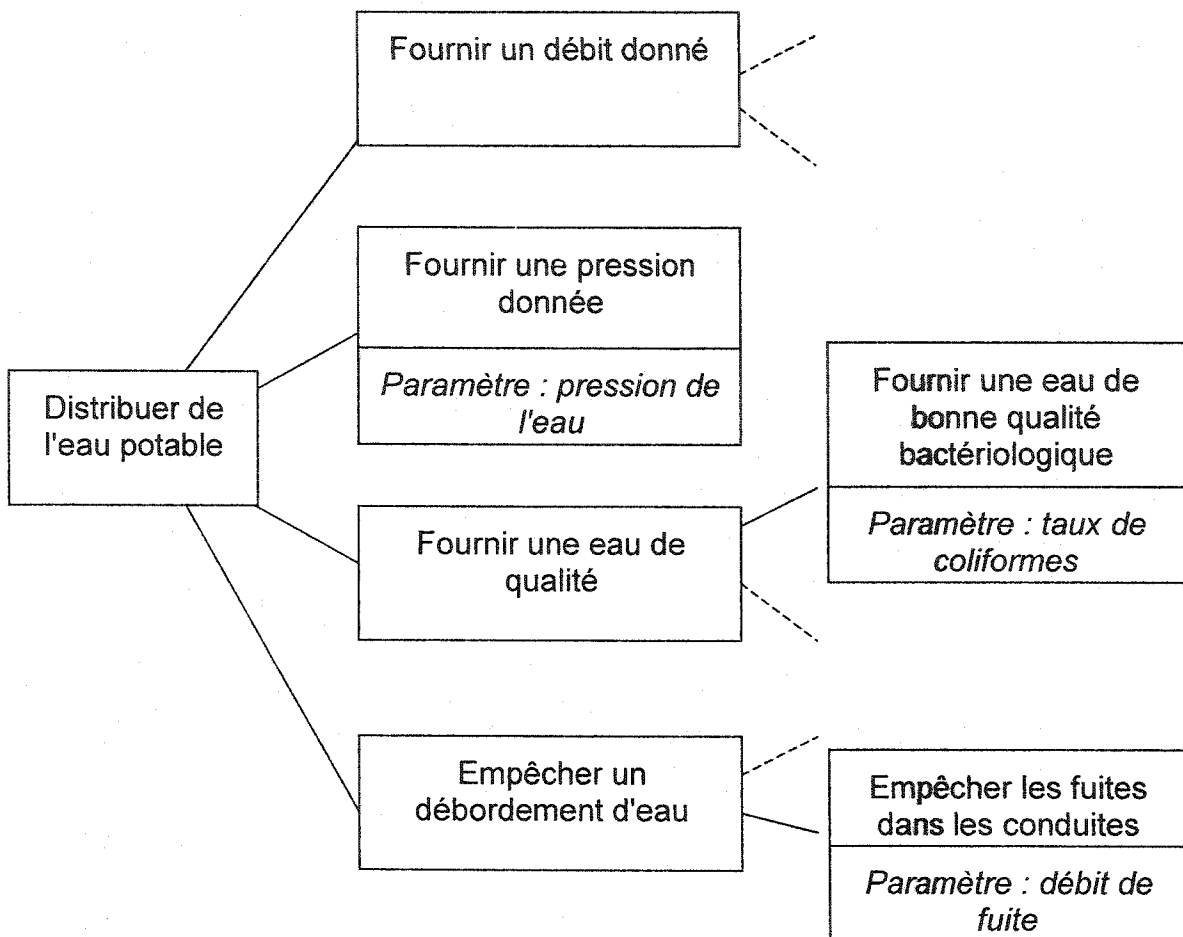 Fournir un débit donné
Fournir une pression
donnée
Paramètre : pression de
l'eau
Distribuer de
l'eau potable
Fournir une eau de
bonne qualité
bactériologique
Paramètre : taux de
coliformes
Fournir une eau de
qualité
Empêcher un
débordement d'eau
Empêcher les fuites
dans les conduites
Paramètre : débit de
fuite